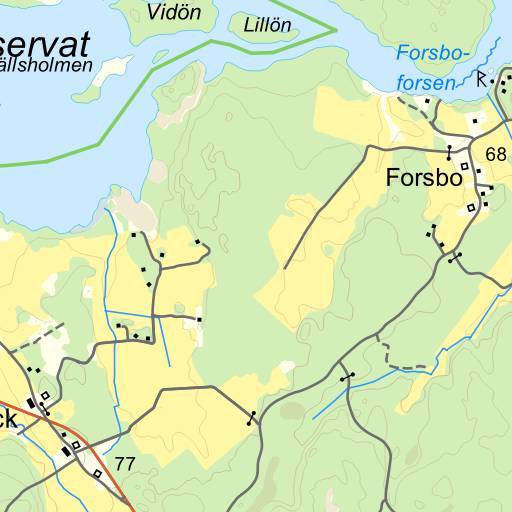 Vidön
Lillön
servat
ällsholmen
Forsbo-
forsen
R
68
Forsbo
ck
77